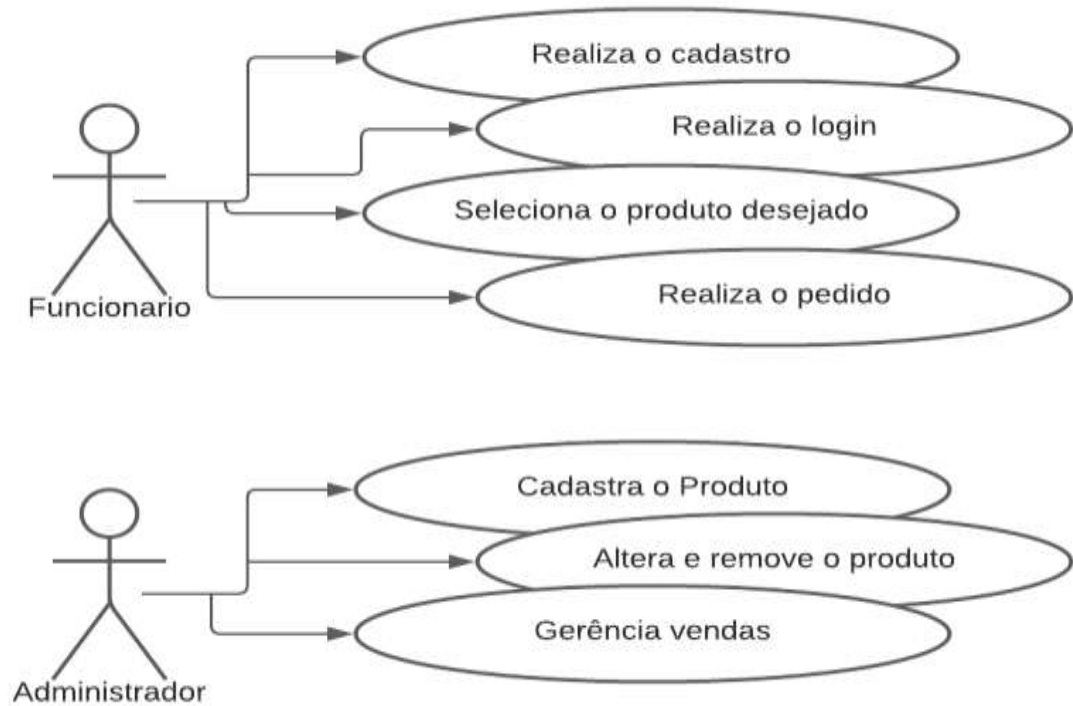 Realiza o cadastro
Realiza o login
Seleciona o produto desejado
Realiza o pedido
Funcionario
Cadastra o Produto
Altera e remove o produto
Gerência vendas
Administrador